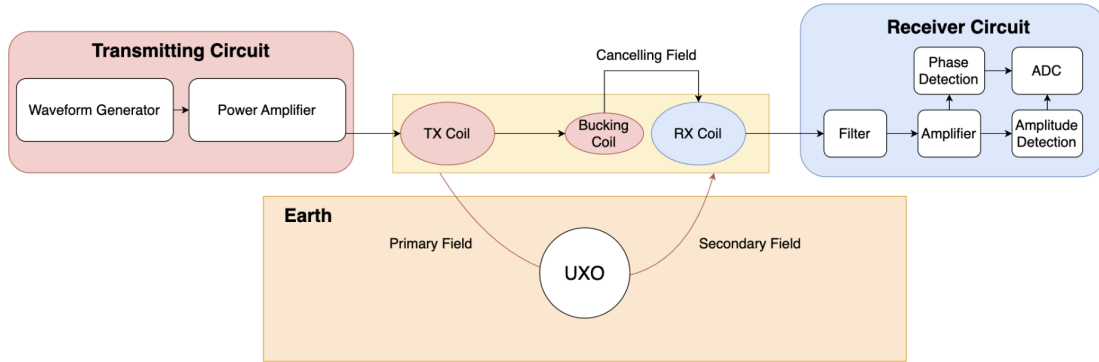 Transmitting Circuit
Waveform Generator
Power Amplifier
Cancelling Field
TX Coil
Bucking
Coil
RX Coil
Receiver Circuit
Phase
Detection
ADC
Filter
Amplifier
Amplitude
Detection
Earth
Primary Field
UXO
Secondary Field